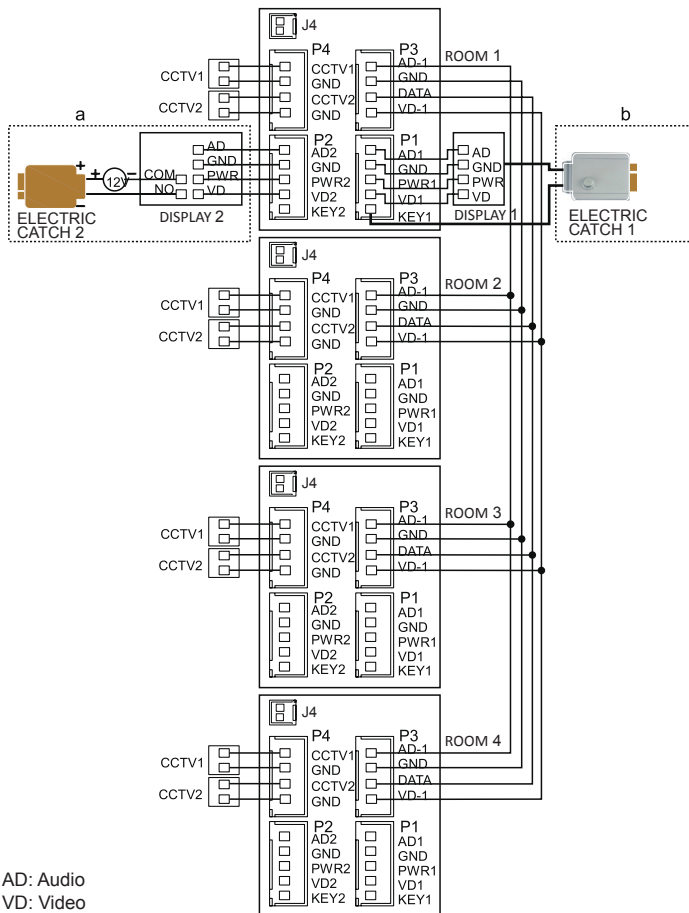 J4
P4
P3
ROOM 1
CCTV1
AD-1
GND
GND
CCTV2
DATA
GND
VD-1
CCTV1
CCTV2
a
b
P2
P1
AD
AD2
AD1
AD
GND
GND
GND
GND
PWR
PWR2
PWR1
PWR
VD
VD2
VD1
VD
KEY2
KEY1
+
+
12V
−
−
COM
NO
ELECTRIC
CATCH 2
DISPLAY 2
DISPLAY 1
ELECTRIC
CATCH 1
J4
P4
P3
ROOM 2
CCTV1
AD-1
GND
GND
CCTV2
DATA
GND
VD-1
CCTV1
CCTV2
P2
P1
AD2
AD1
GND
GND
PWR2
PWR1
VD2
VD1
KEY2
KEY1
J4
P4
P3
ROOM 3
CCTV1
AD-1
GND
GND
CCTV2
DATA
GND
VD-1
CCTV1
CCTV2
P2
P1
AD2
AD1
GND
GND
PWR2
PWR1
VD2
VD1
KEY2
KEY1
J4
P4
P3
ROOM 4
CCTV1
AD-1
GND
GND
CCTV2
DATA
GND
VD-1
CCTV1
CCTV2
P2
P1
AD2
AD1
GND
GND
PWR2
PWR1
VD2
VD1
KEY2
KEY1
AD: Audio
VD: Video